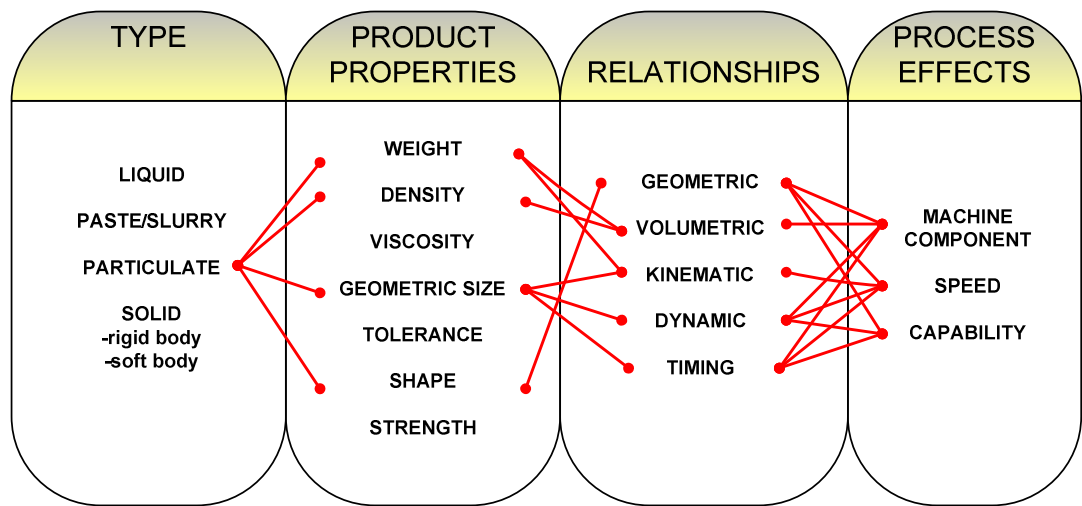 TYPE
PRODUCT
PROPERTIES
RELATIONSHIPS
PROCESS
EFFECTS
LIQUID
PASTE/SLURRY
PARTICULATE
SOLID
-rigid body
-soft body
WEIGHT
DENSITY
VISCOSITY
GEOMETRIC SIZE
TOLERANCE
SHAPE
STRENGTH
GEOMETRIC
VOLUMETRIC
KINEMATIC
DYNAMIC
TIMING
MACHINE
COMPONENT
SPEED
CAPABILITY